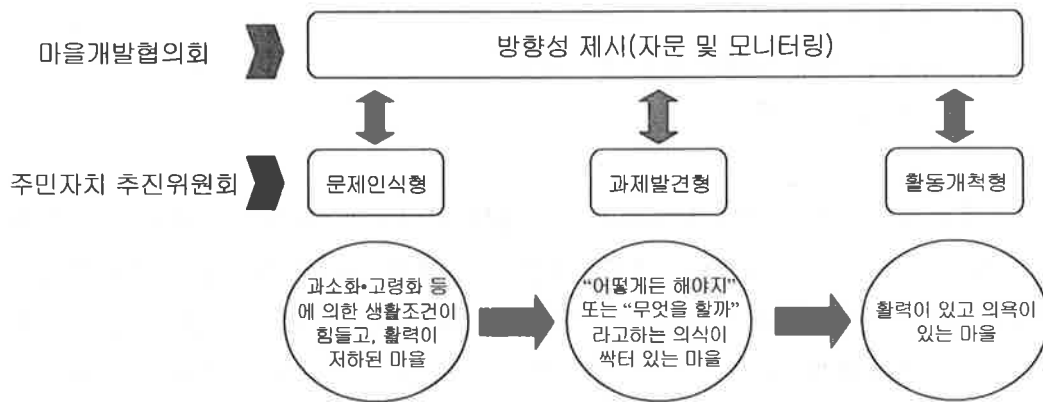 마을개발협의회
방향성 제시(자문 및 모니터링)
주민자치 추진위원회
문제인식형
과제발견형
활동개척형
과소화•고령화 등
에 의한 생활조건이
힘들고, 활력이
저하된 마을
“어떻게든 해야지”
또는 “무엇을 할까”
라고하는 의식이
싹터 있는 마을
활력이 있고 의욕이
있는 마을